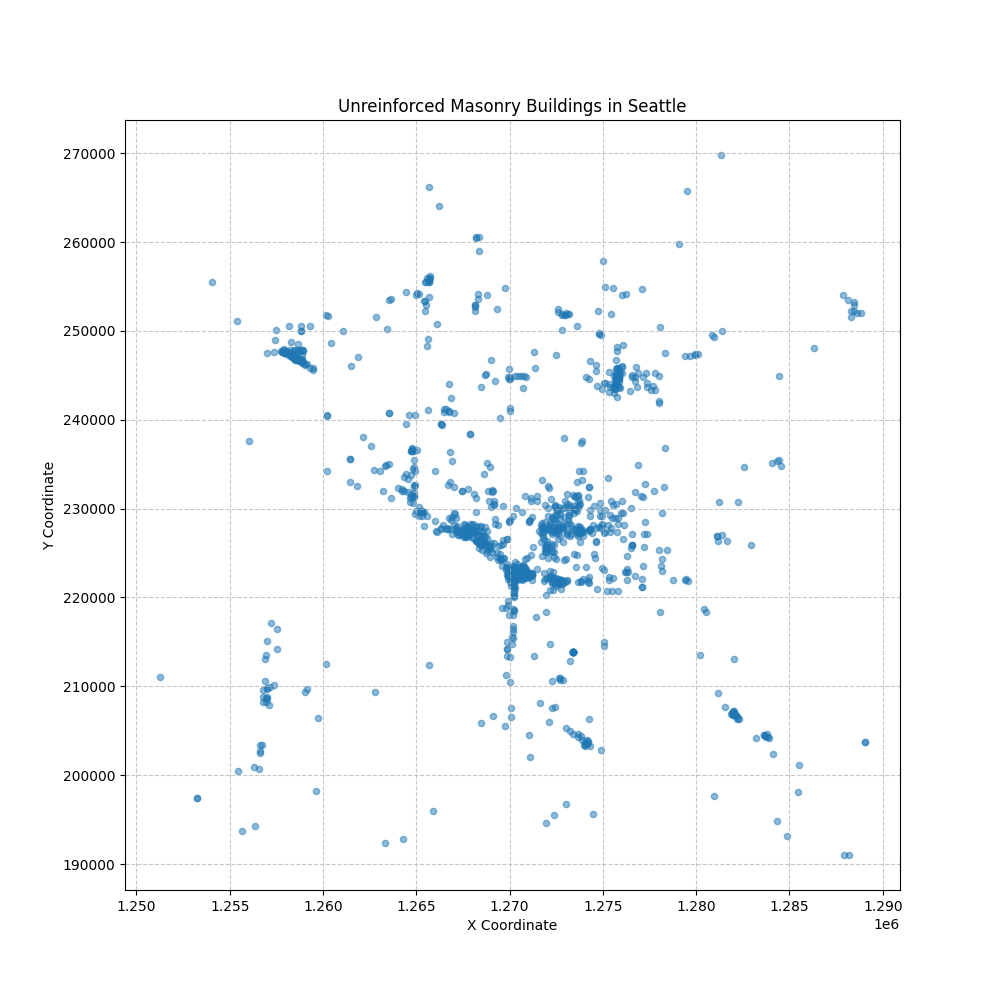 Unreinforced Masonry Buildings in Seattle
270000
260000
250000
240000
230000
220000
210000
200000
190000
Y Coordinate
1.250 1.255 1.260 1.265 1.270 1.275 1.280 1.285 1.290
1e6
X Coordinate